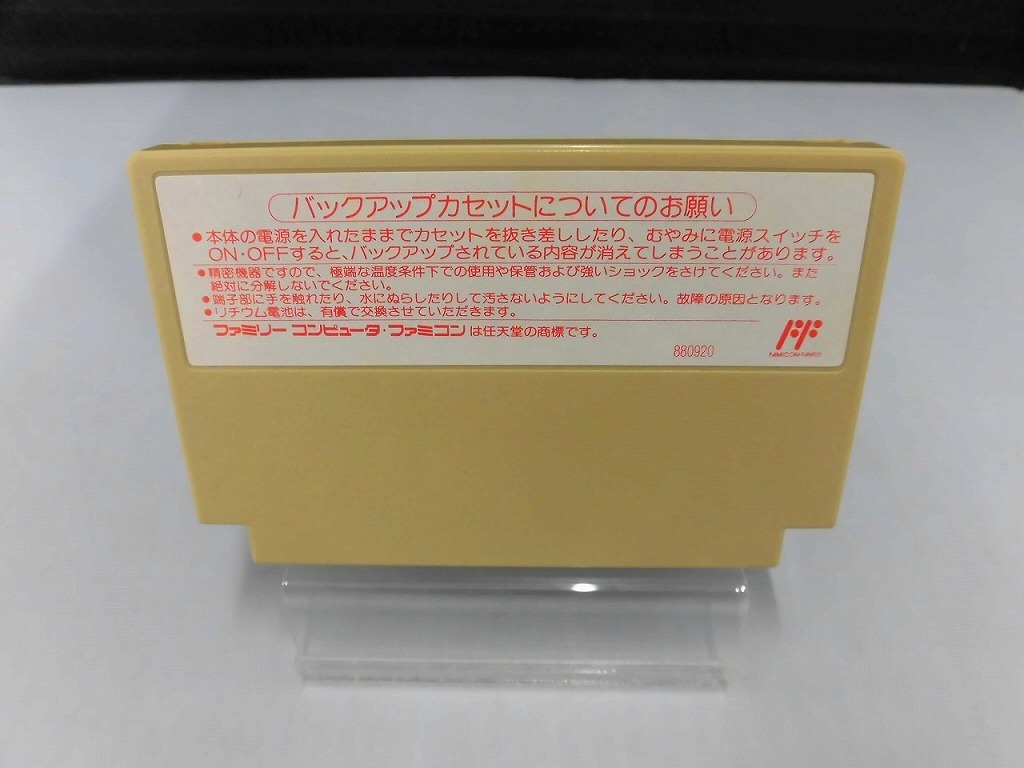 バックアップカセットについてのお願い
●本体の電源を入れたままでカセットを抜き差ししたり、むやみに電源スイッチを
ON・OFFすると、バックアップされている内容が消えてしまうことがあります。
●精密機器ですので、極端な温度条件下での使用や保管および強いショックをさけてください。また
絶対に分解しないでください。
●端子部に手を触れたり、水にぬらしたりして汚さないようにしてください。故障の原因となります。
●リチウム電池は、有償で交換させていただきます。
ファミリーコンピュータ・ファミコンは任天堂の商標です。
880920
FAMICOM FAMILY